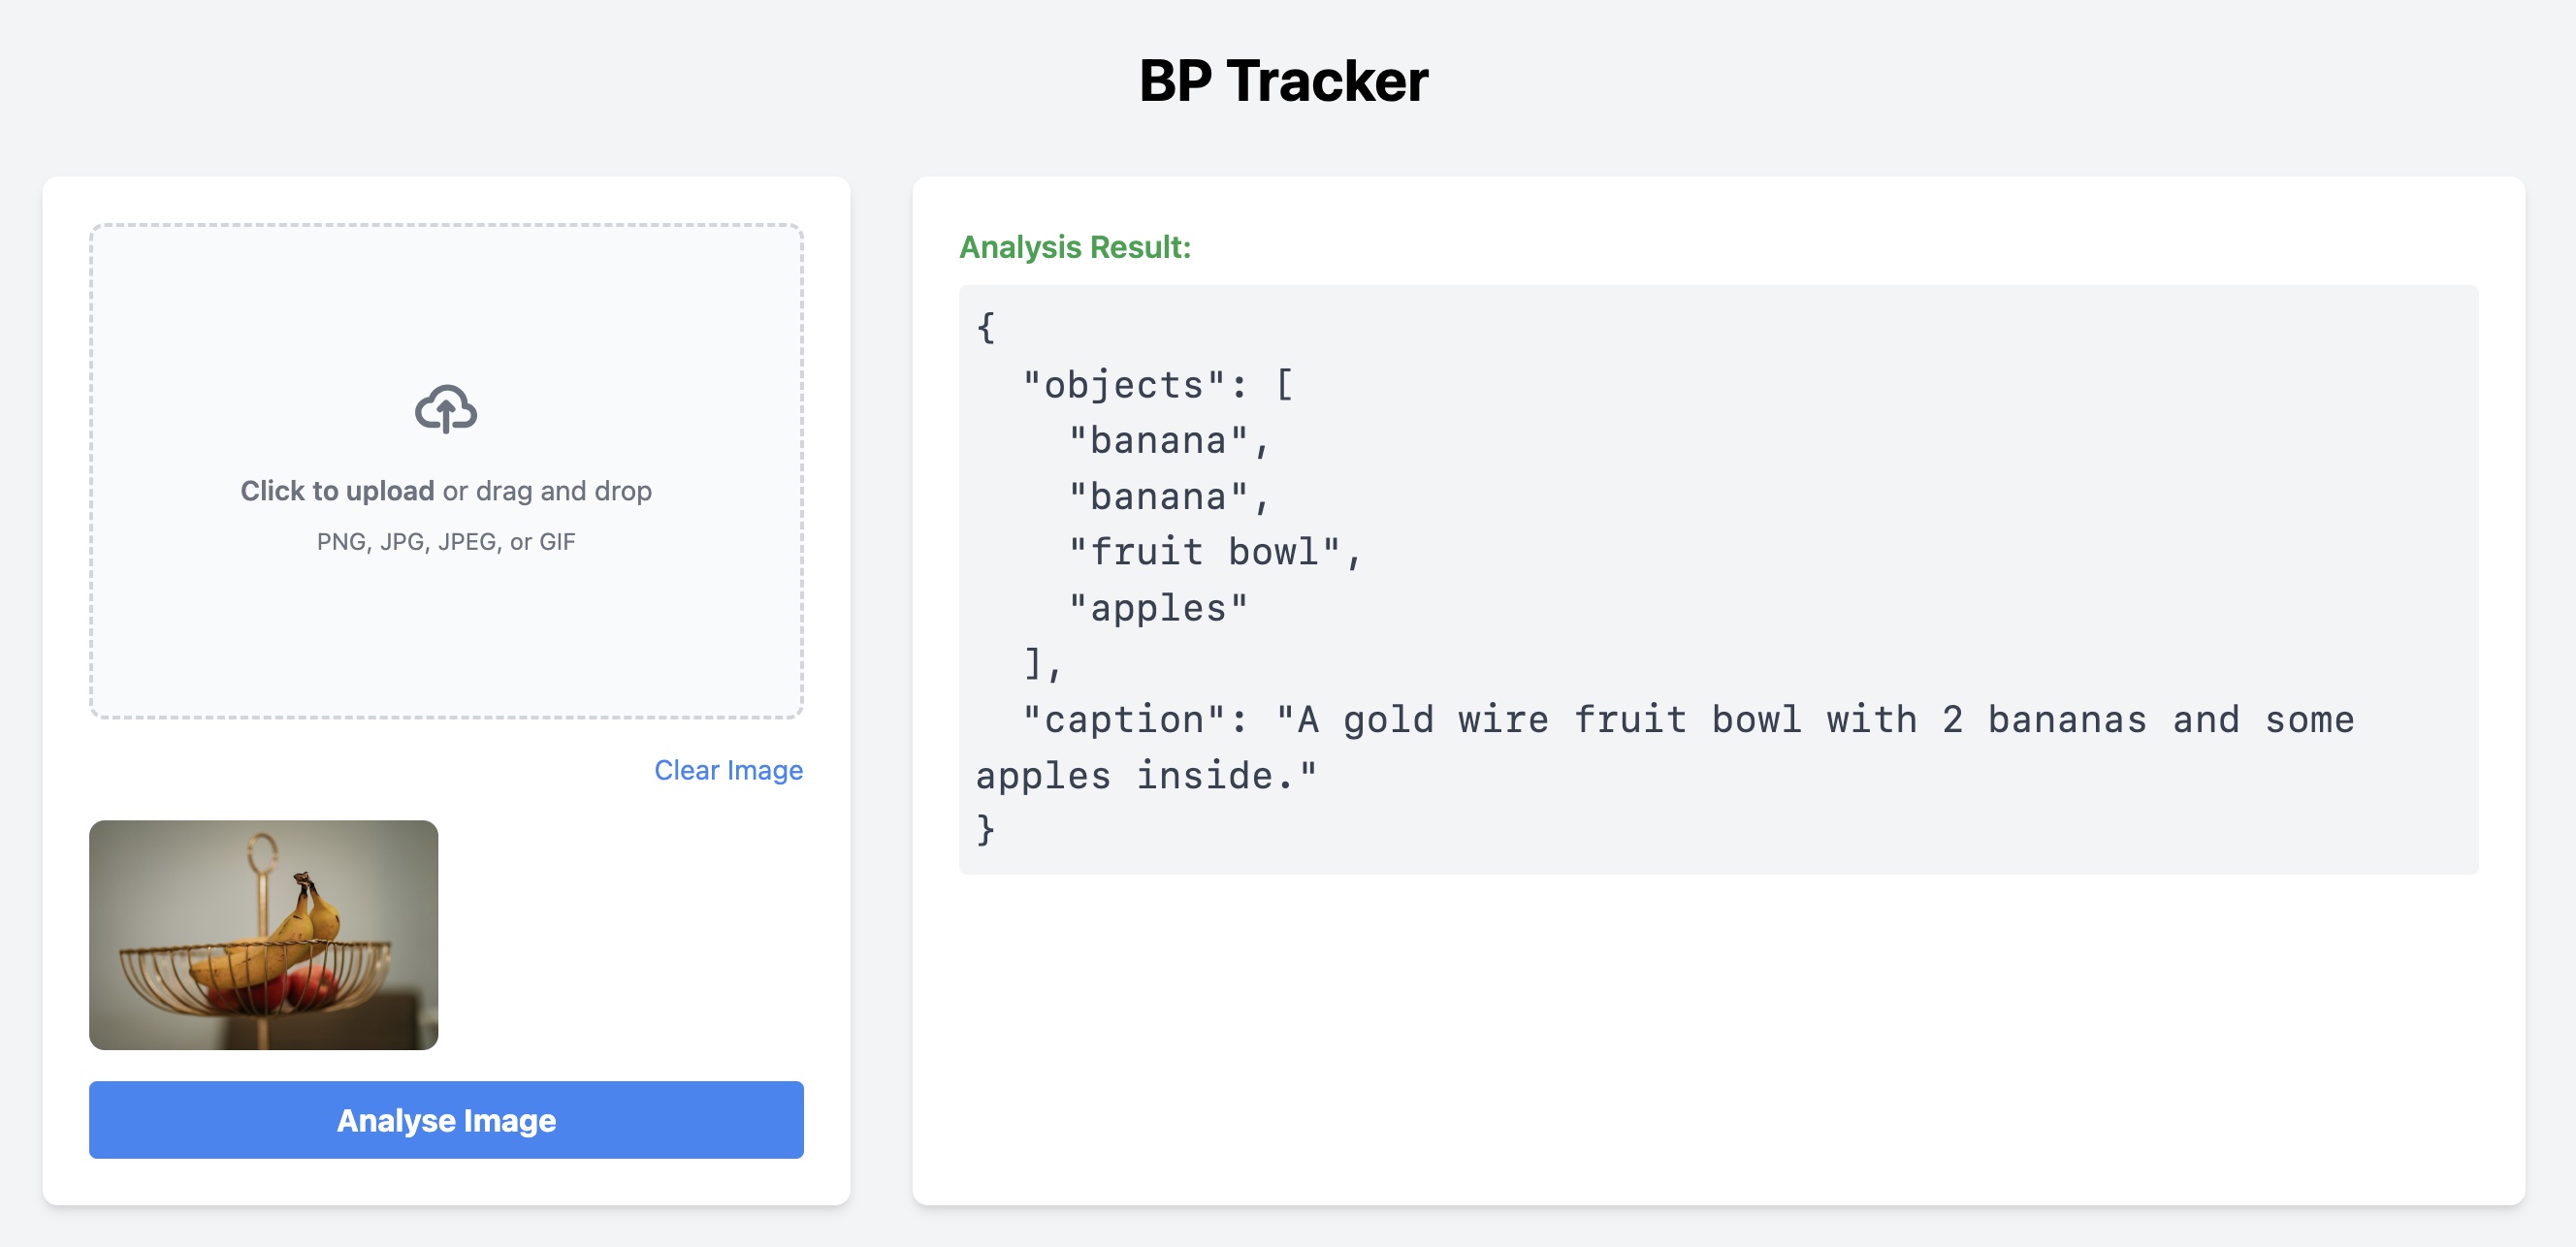 BP Tracker
Click to upload or drag and drop
PNG, JPG, JPEG, or GIF
Clear Image
Analyse Image
Analysis Result:
{
  "objects": [
    "banana",
    "banana",
    "fruit bowl",
    "apples"
  ],
  "caption": "A gold wire fruit bowl with 2 bananas and some
apples inside."
}